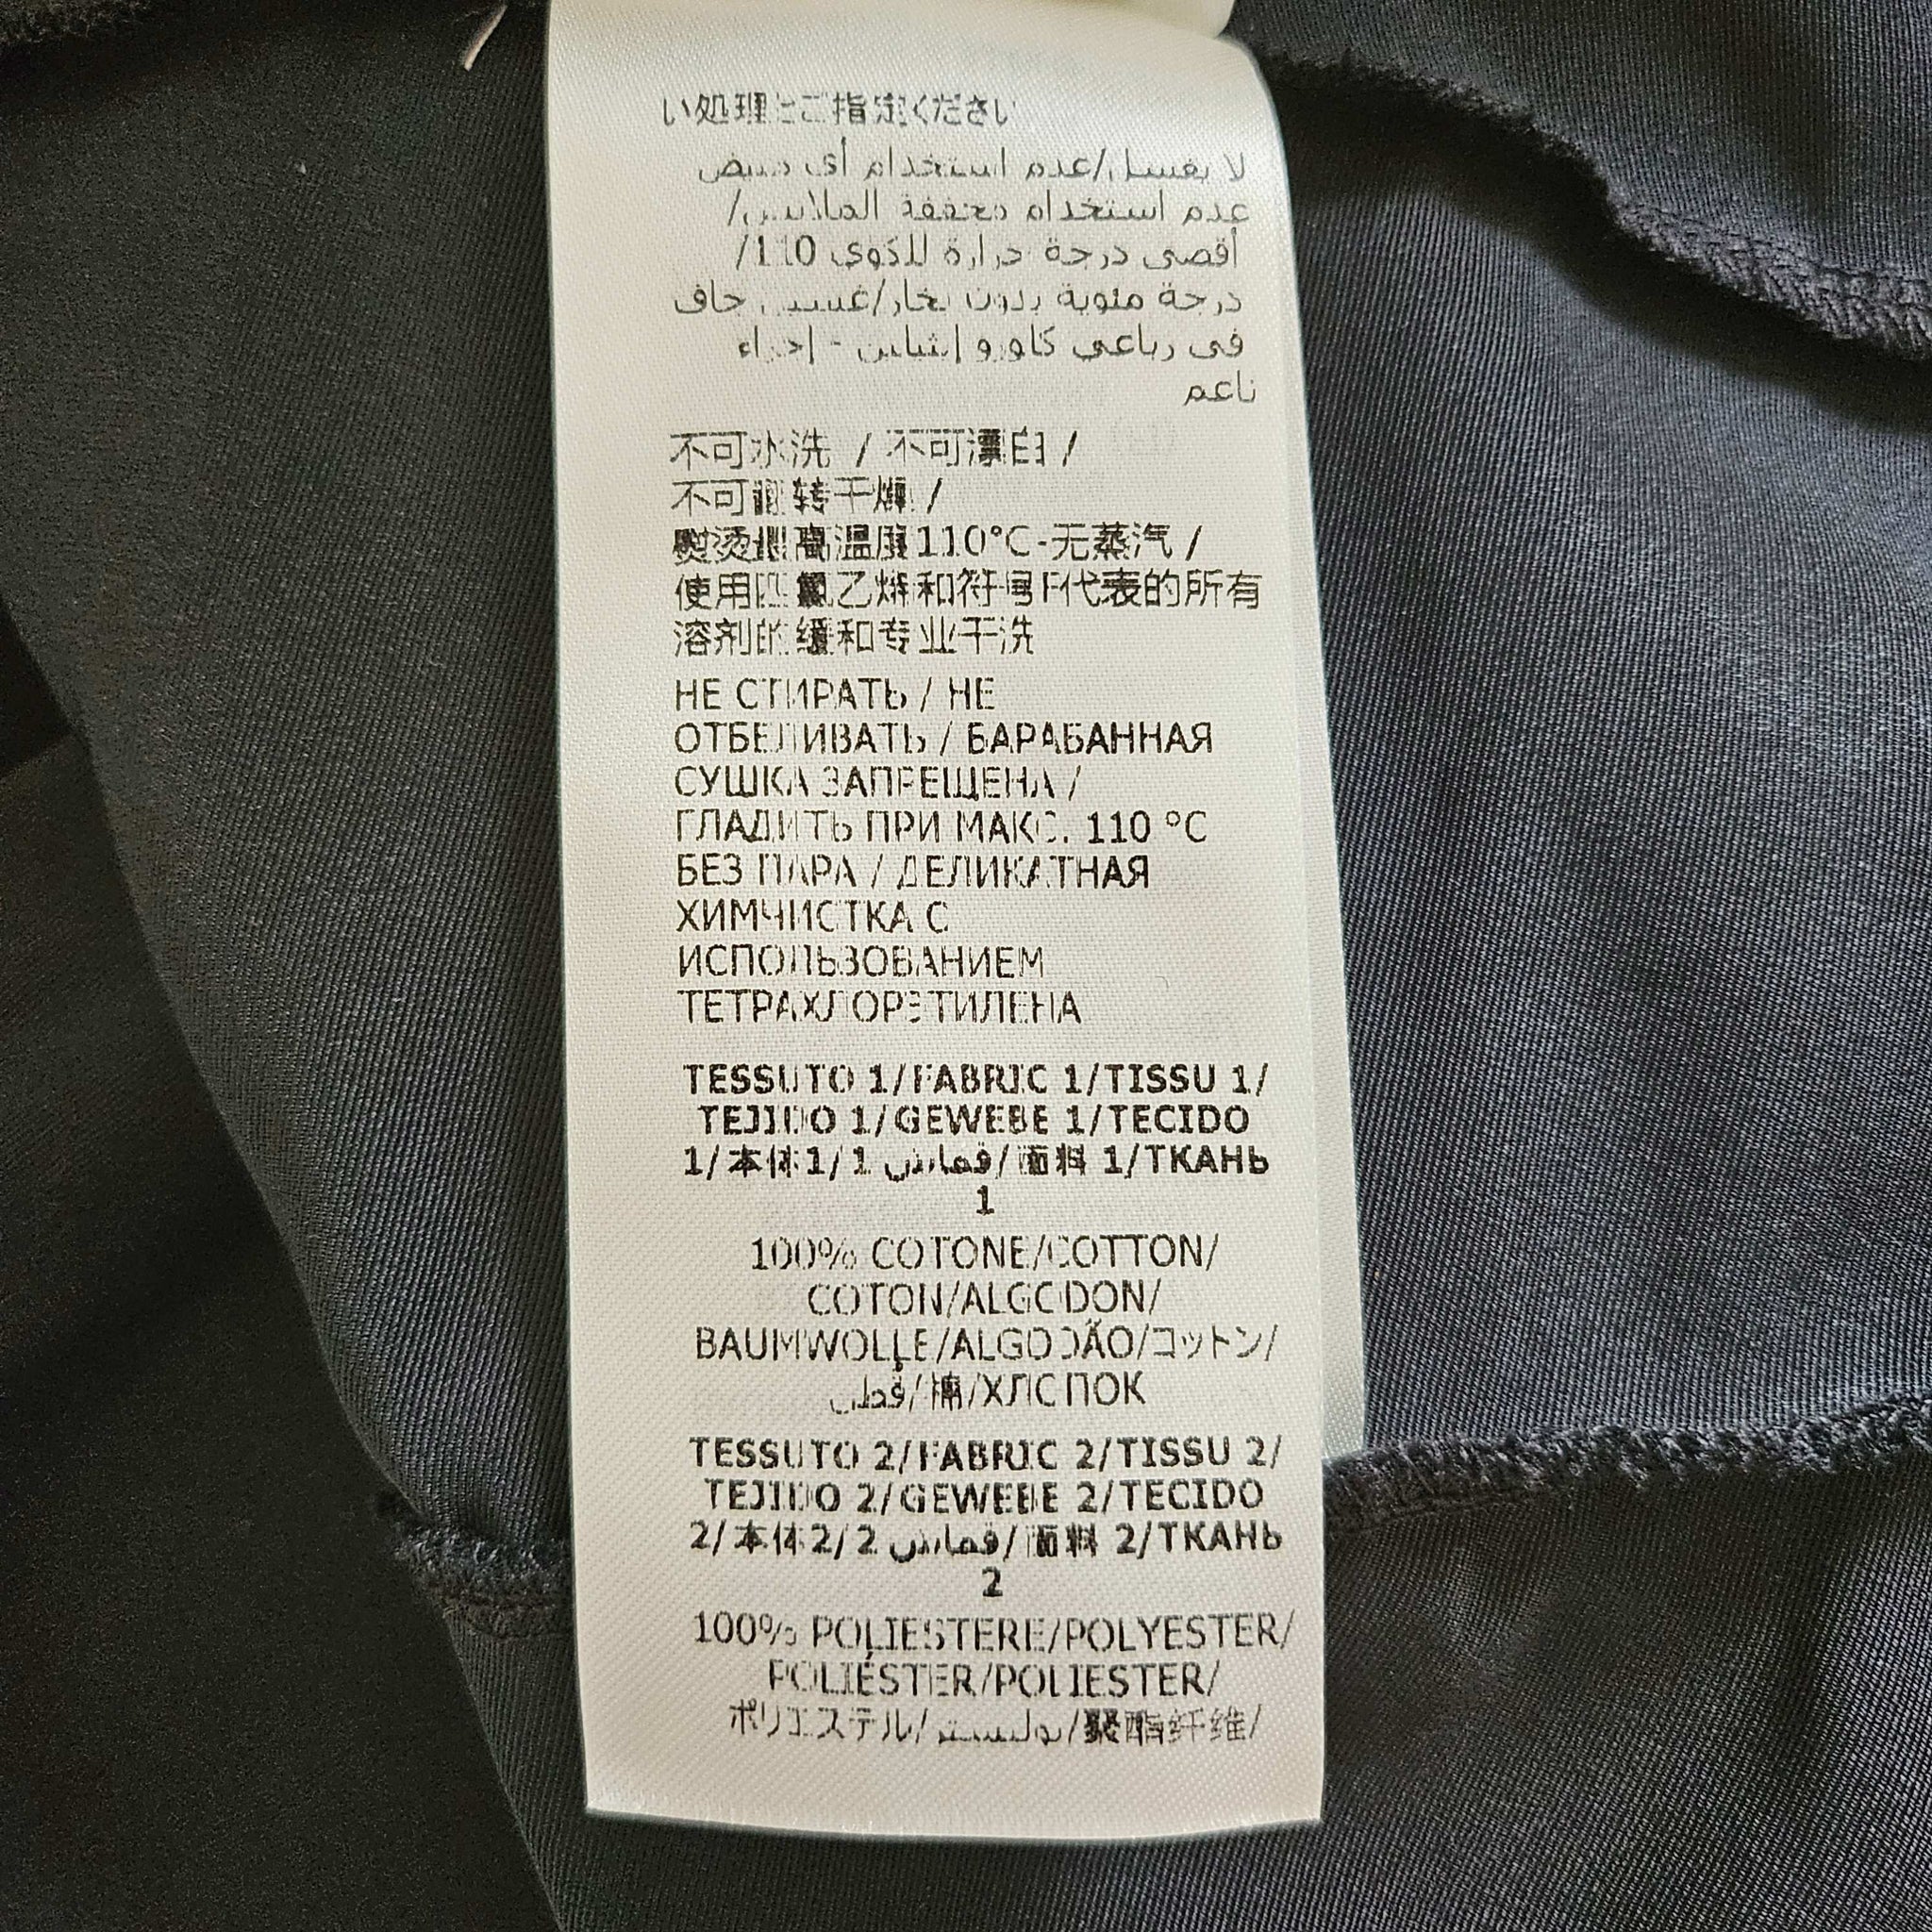 い処理とご指定ください
لا يغسل/عدم استخدام أي مبيض
عدم استخدام مجففة الملابس/
أقصى درجة حرارة للكوي 110/
درجة مئوية بدون بخار/غسيل جاف
في رباعي كلورو إيثيلين - إجراء
ناعم
不可水洗 / 不可漂白 /
不可翻转干燥 /
熨烫最高温度110°C-无蒸汽 /
使用四氯乙烯和符号F代表的所有
溶剂的缓和专业干洗
НЕ СТИРАТЬ / НЕ
ОТБЕЛИВАТЬ / БАРАБАННАЯ
СУШКА ЗАПРЕЩЕНА /
ГЛАДИТЬ ПРИ МАКС. 110 °C
БЕЗ ПАРА / ДЕЛИКАТНАЯ
ХИМЧИСТКА С
ИСПОЛЬЗОВАНИЕМ
ТЕТРАХЛОРЭТИЛЕНА
TESSUTO 1/FABRIC 1/TISSU 1/
TEJIDO 1/GEWEBE 1/TECIDO
1/本体1/1 قماش/面料 1/ТКАНЬ
1
100% COTONE/COTTON/
COTON/ALGODON/
BAUMWOLLE/ALGODÃO/コットン/
قطن/棉/ХЛОПОК
TESSUTO 2/FABRIC 2/TISSU 2/
TEJIDO 2/GEWEBE 2/TECIDO
2/本体2/2 قماش/面料 2/ТКАНЬ
2
100% POLIESTERE/POLYESTER/
POLIÉSTER/POLIESTER/
ポリエステル/بوليستر/聚酯纤维/